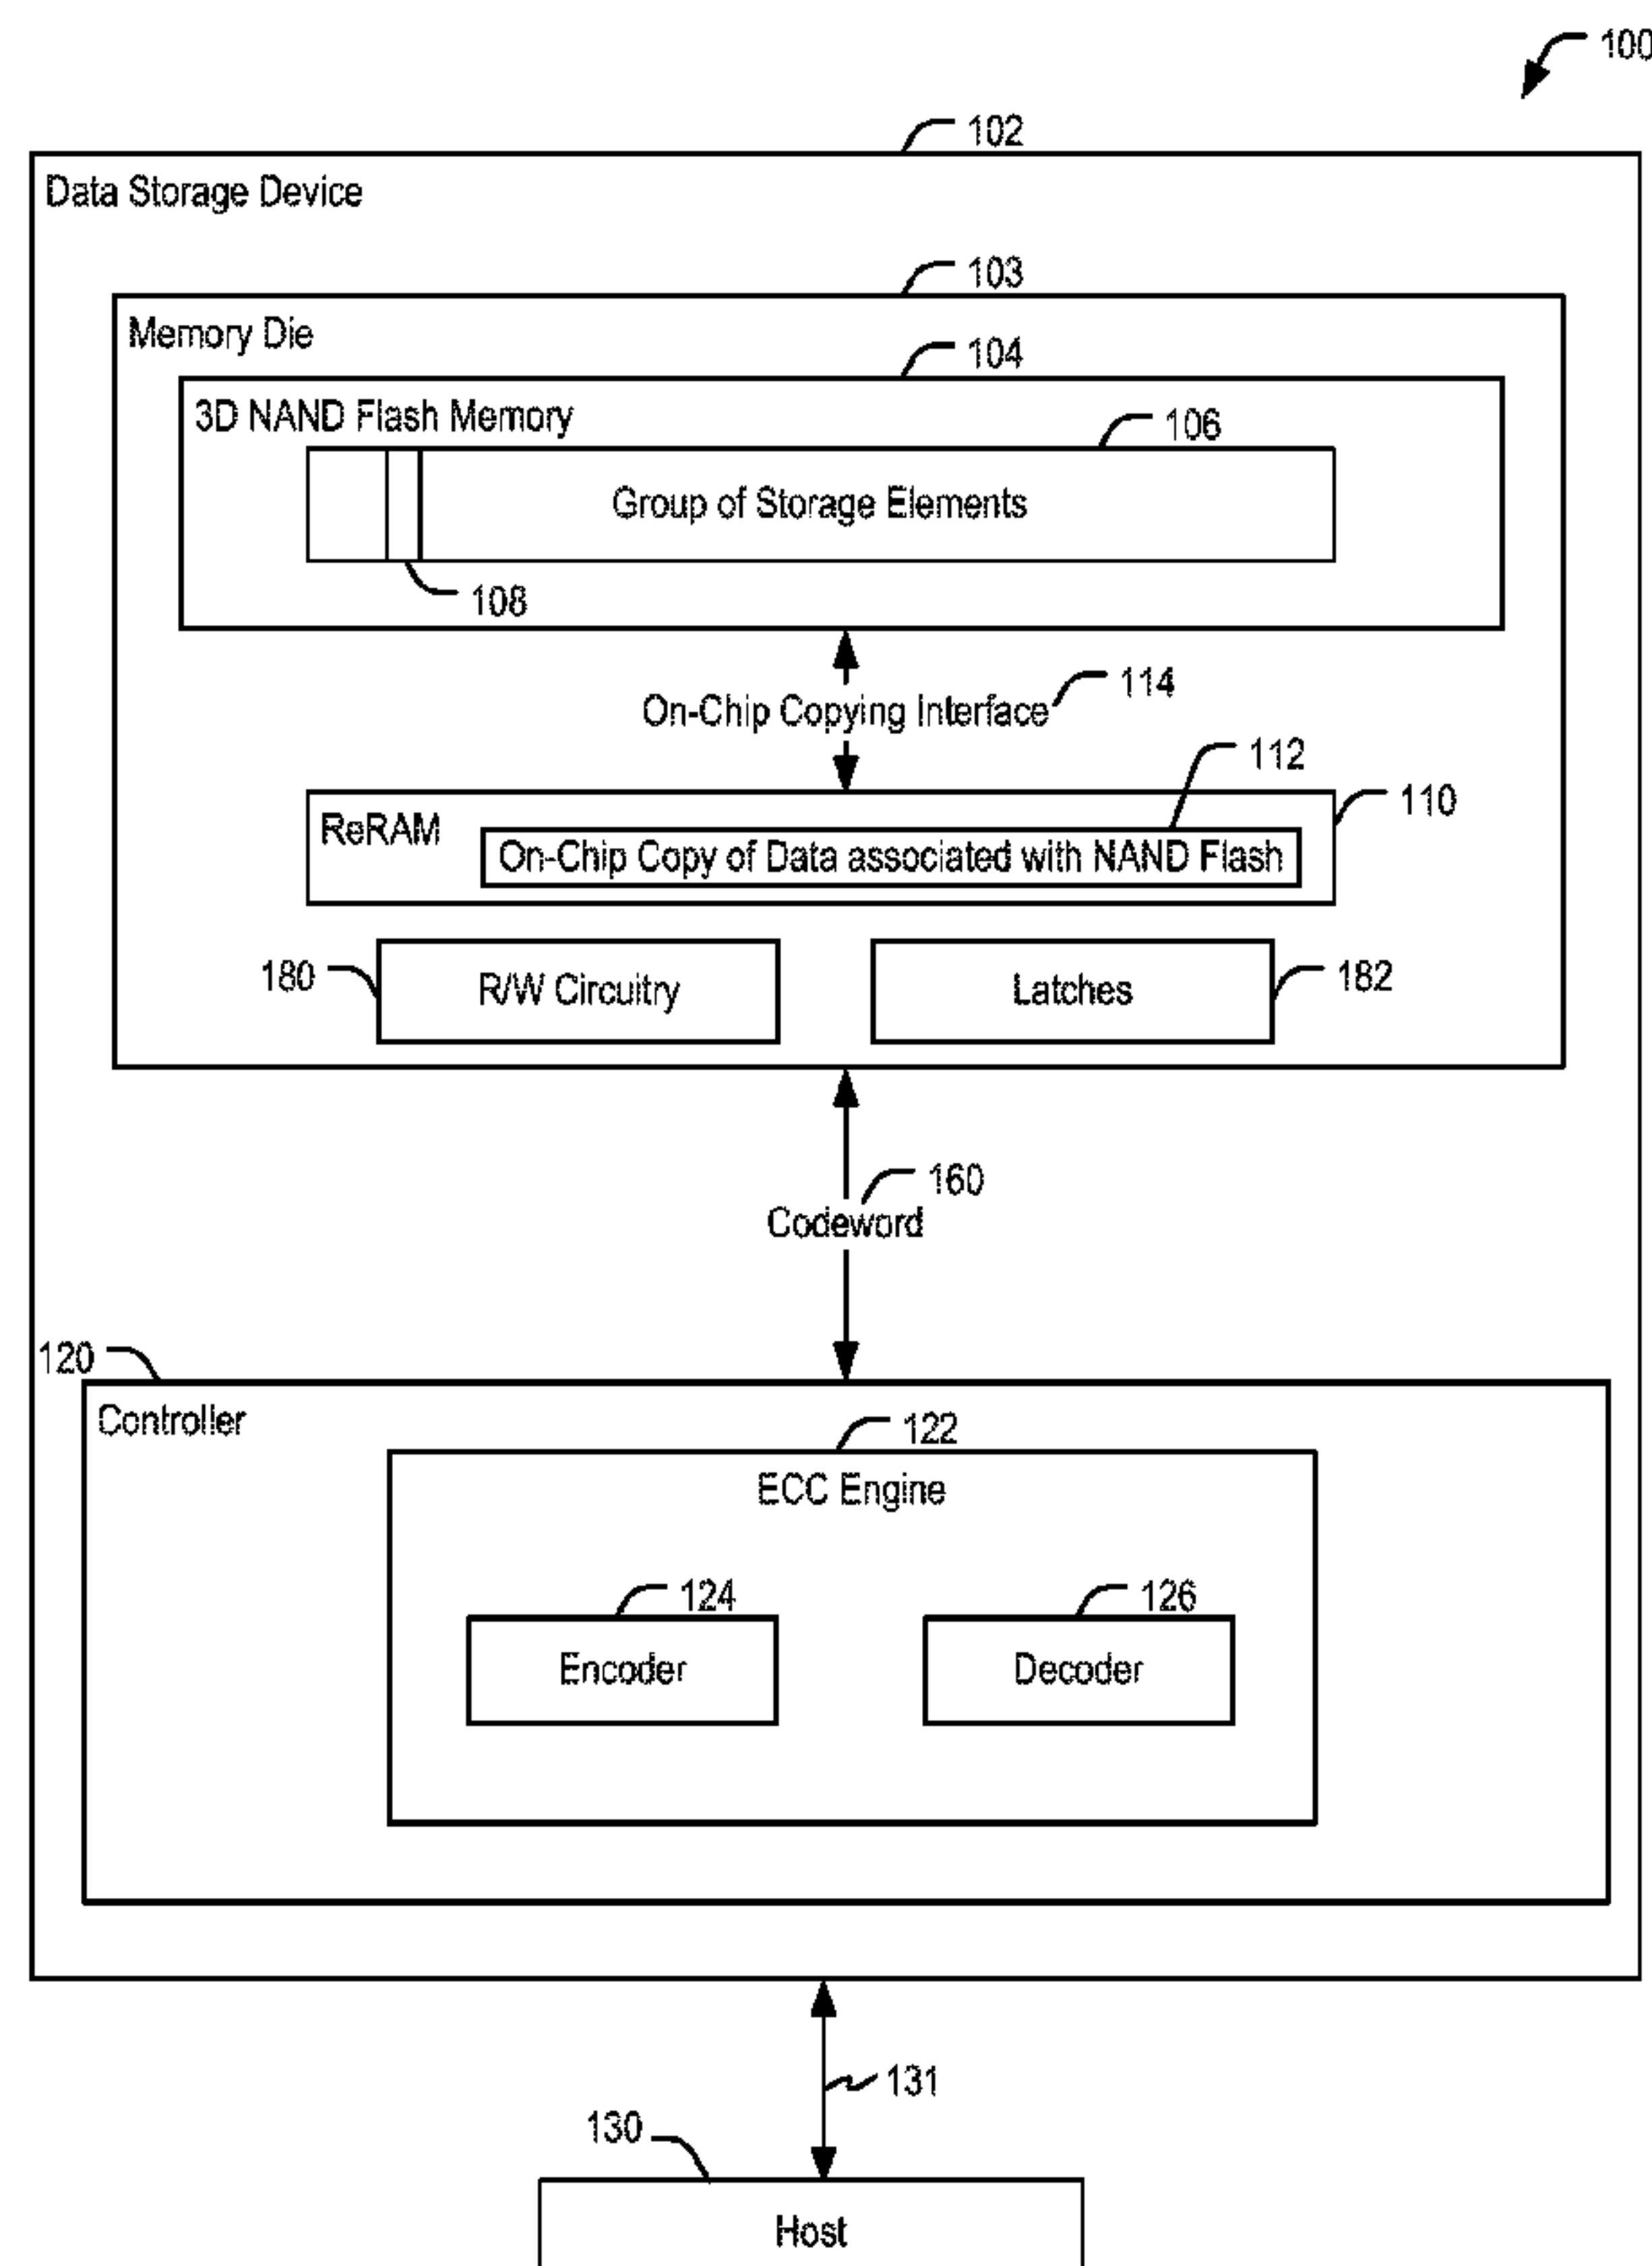 100
102
Data Storage Device
103
Memory Die
104
3D NAND Flash Memory
106
Group of Storage Elements
108
114
On-Chip Copying Interface
112
110
ReRAM
On-Chip Copy of Data associated with NAND Flash
180
R/W Circuitry
Latches
182
160
Codeword
120
Controller
122
ECC Engine
124
126
Encoder
Decoder
131
130
Host